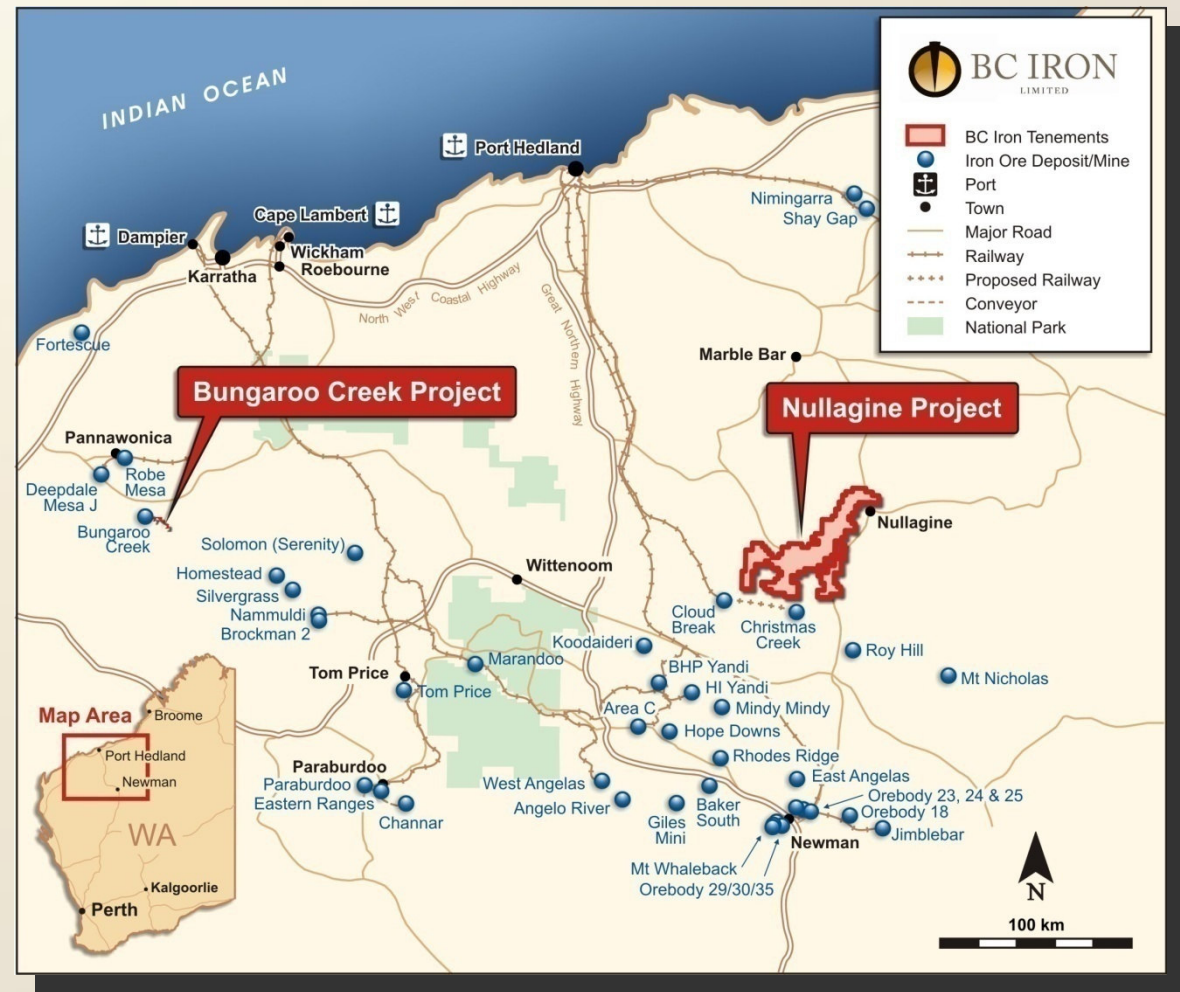 INDIAN OCEAN
BC IRON
LIMITED
BC Iron Tenements
Iron Ore Deposit/Mine
Port
Town
Major Road
Railway
Proposed Railway
Conveyor
National Park
Port Hedland
Nimingarra
Shay Gap
Cape Lambert
Dampier
Wickham
Roebourne
Karratha
North West Coastal Highway
Great Northern Highway
Fortescue
Marble Bar
Bungaroo Creek Project
Nullagine Project
Pannawonica
Robe
Mesa
Deepdale
Mesa J
Bungaroo
Creek
Nullagine
Solomon (Serenity)
Homestead
Silvergrass
Nammuldi
Brockman 2
Wittenoom
Cloud
Break
Christmas
Creek
Koodaideri
Roy Hill
Mt Nicholas
Marandoo
BHP Yandi
HI Yandi
Mindy Mindy
Tom Price
Tom Price
Area C
Hope Downs
Rhodes Ridge
Paraburdoo
Paraburdoo
Eastern Ranges
Channar
West Angelas
Angelo River
East Angelas
Orebody 23, 24 & 25
Orebody 18
Jimblebar
Giles
Mini
Baker
South
Newman
Mt Whaleback
Orebody 29/30/35
Map Area
Broome
Port Hedland
Newman
WA
Kalgoorlie
Perth
N
100 km